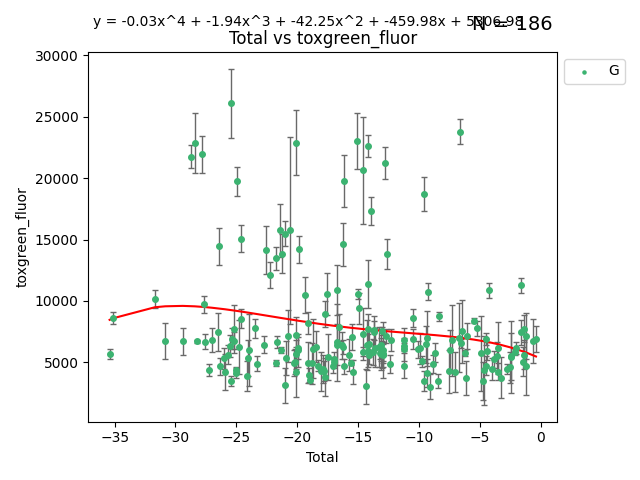 y = -0.03x^4 + -1.94x^3 + -42.25x^2 + -459.98x + 5306.98
N = 186
Total vs toxgreen_fluor
G
30000
25000
20000
15000
10000
5000
toxgreen_fluor
−35 −30 −25 −20 −15 −10 −5 0
Total